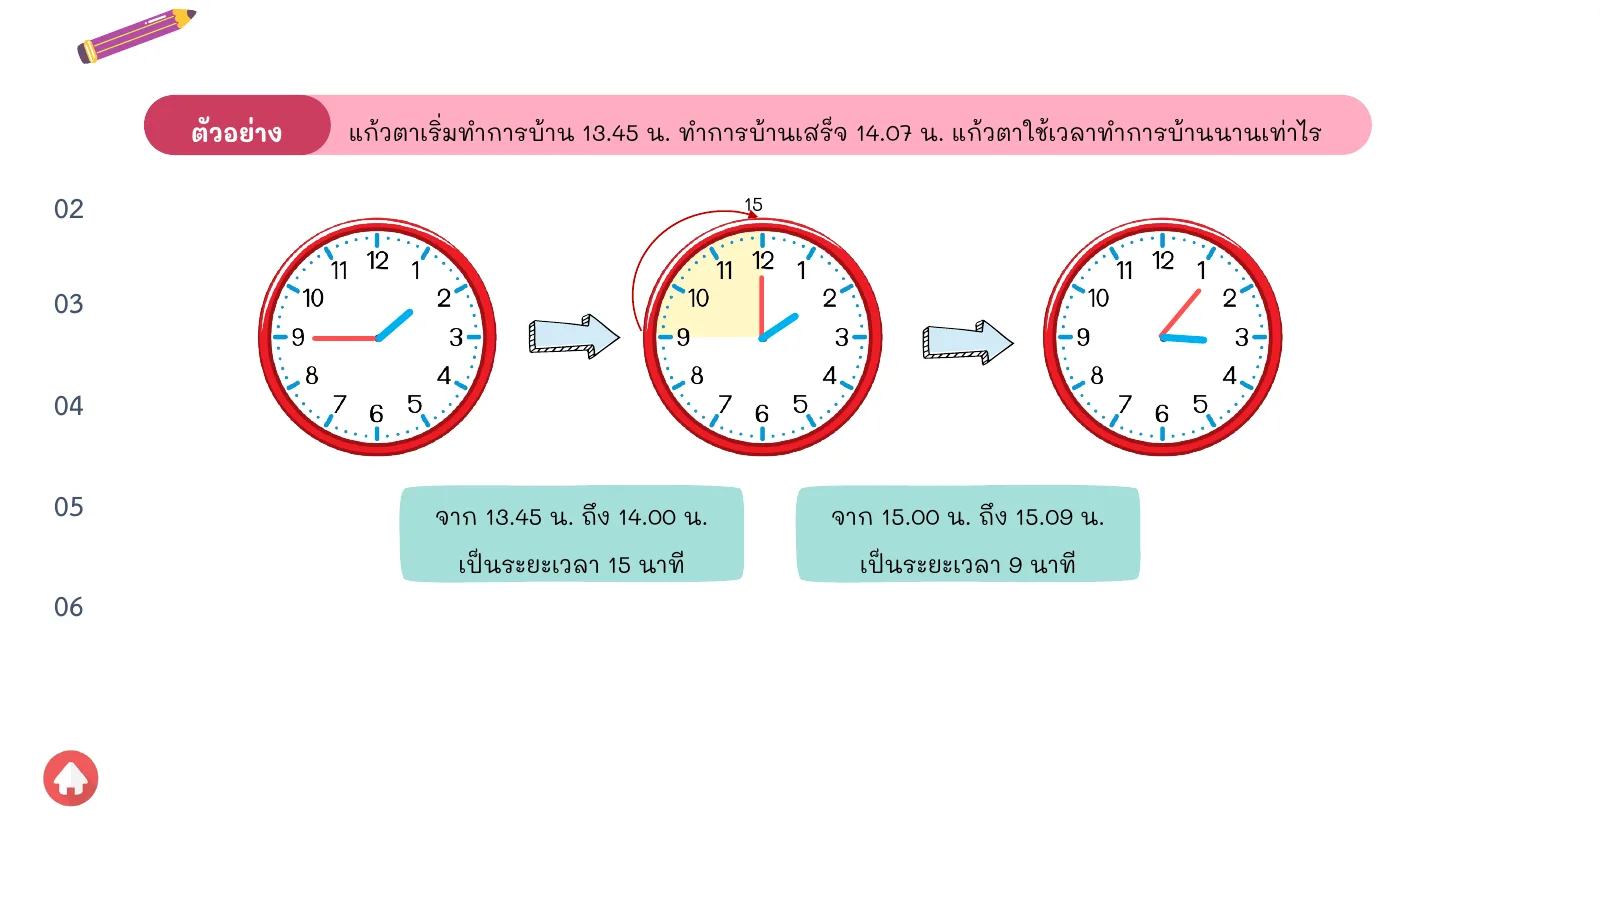 ตัวอย่าง แก้วตาเริ่มทำการบ้าน 13.45 น. ทำการบ้านเสร็จ 14.07 น. แก้วตาใช้เวลาทำการบ้านนานเท่าไร
02
03
04
05
06
12 1 2 3 4 5 6 7 8 9 10 11
15
12 1 2 3 4 5 6 7 8 9 10 11
12 1 2 3 4 5 6 7 8 9 10 11
จาก 13.45 น. ถึง 14.00 น.
เป็นระยะเวลา 15 นาที
จาก 15.00 น. ถึง 15.09 น.
เป็นระยะเวลา 9 นาที